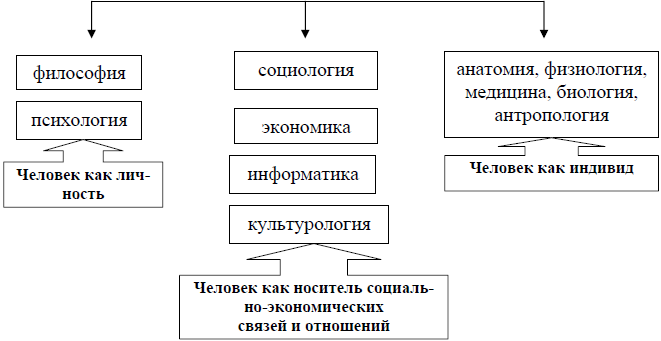 философия
психология
Человек как лич-
ность
социология
экономика
информатика
культурология
Человек как носитель социаль-
но-экономических
связей и отношений
анатомия, физиология,
медицина, биология,
антропология
Человек как индивид